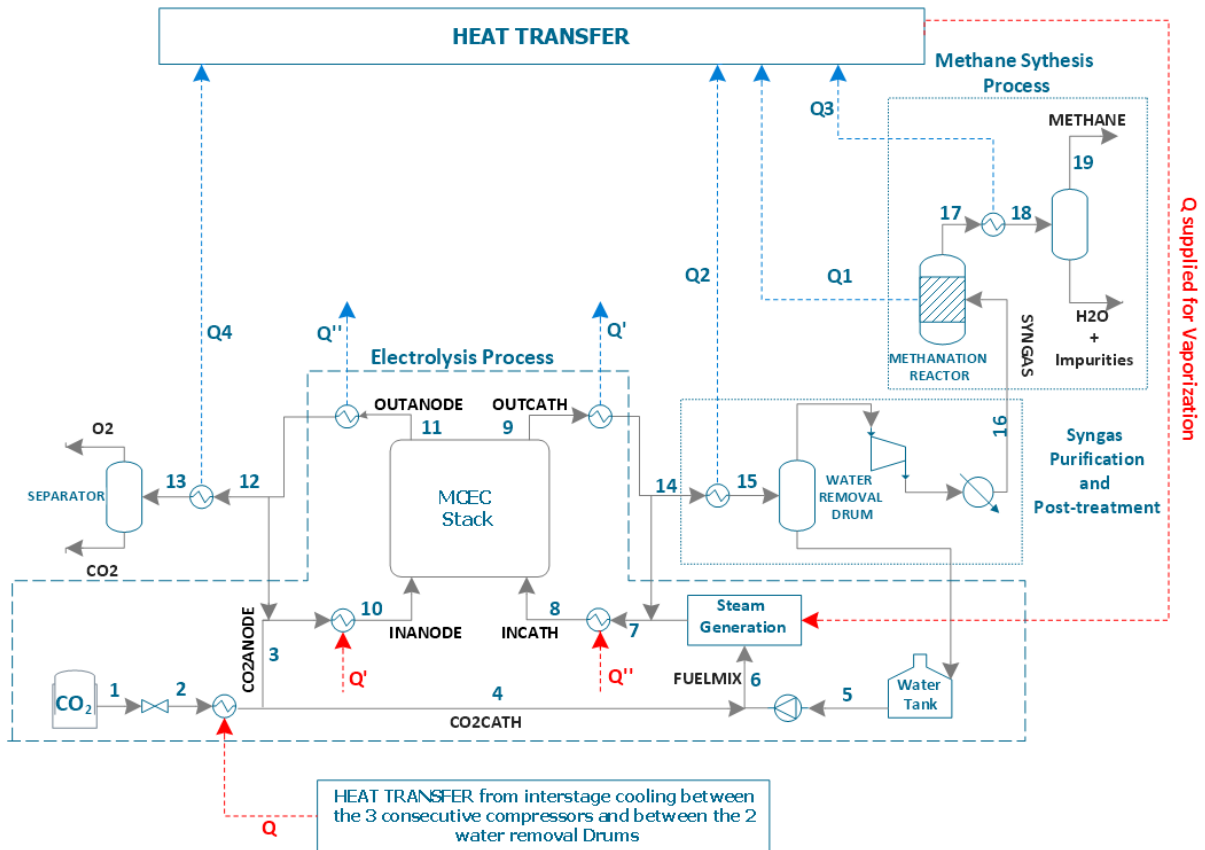 HEAT TRANSFER
Methane Sythesis
Process
METHANE
19
Q3
17
18
Q supplied for Vaporization
Q4
Q2
Q1
H2O
+
Impurities
METHANATION
REACTOR
SYNGAS
Q''
Q'
Electrolysis Process
OUTANODE
OUTCATH
11
9
16
O2
SEPARATOR
13
12
MCEC
Stack
14
15
WATER
REMOVAL
DRUM
Syngas
Purification
and
Post-treatment
CO2
CO2ANODE
10
INANODE
8
INCATH
7
Steam
Generation
3
Q'
Q''
FUELMIX
6
CO₂
1
2
4
CO2CATH
5
Water
Tank
Q
HEAT TRANSFER from interstage cooling between
the 3 consecutive compressors and between the 2
water removal Drums